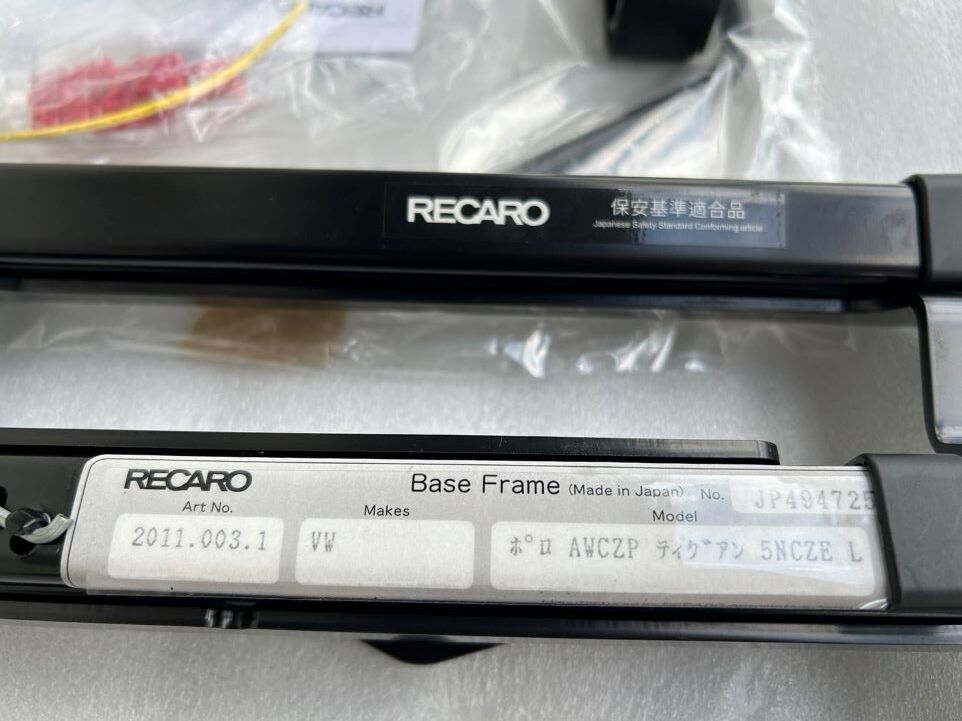 RECARO 保安基準適合品
Japanese Safety Standard Conforming article
RECARO Base Frame (Made in Japan) No. JP494725
Art No. Makes Model
2011.003.1 VW ポロ AWCZP ティグアン 5NCZE L